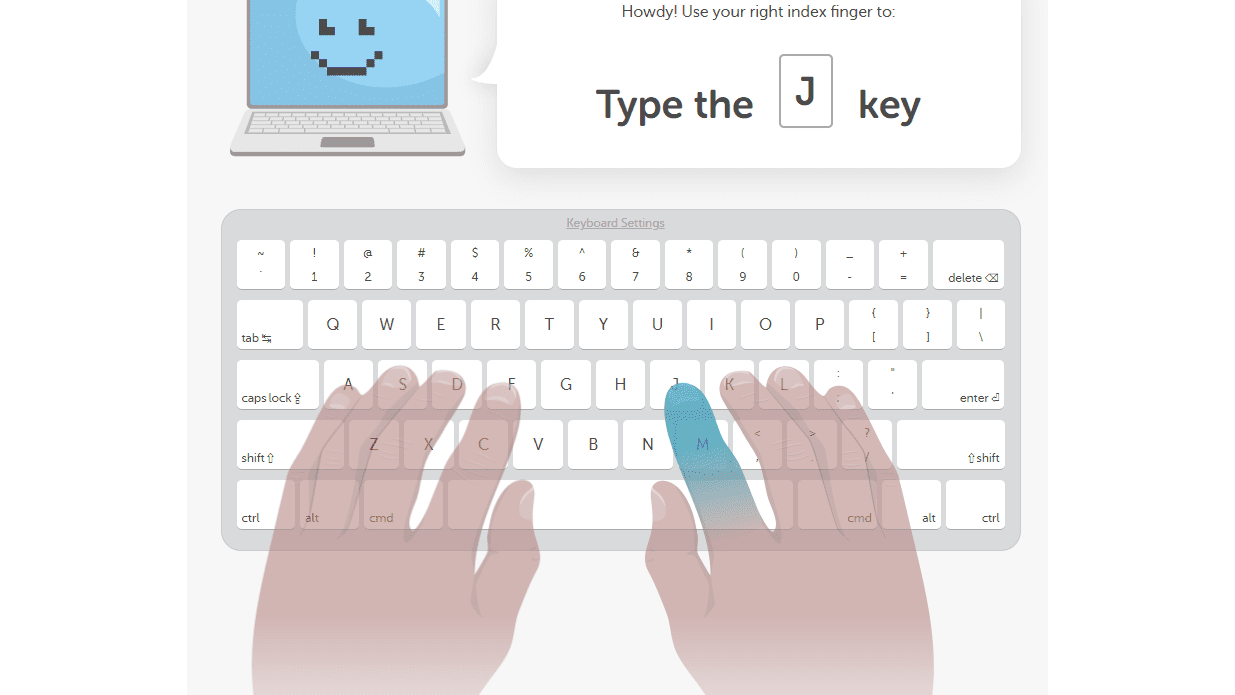 Howdy! Use your right index finger to:
Type the J key
Keyboard Settings
~ ! @ # $ % ^ & * ( ) _ +
` 1 2 3 4 5 6 7 8 9 0 - = delete ⌫
tab ↹ Q W E R T Y U I O P { } |
[ ] \
caps lock ⇪ A S D F G H J K L : "
; ' enter ⏎
shift ⇧ Z X C V B N M < > ?
, . / ⇧ shift
ctrl alt cmd cmd alt ctrl